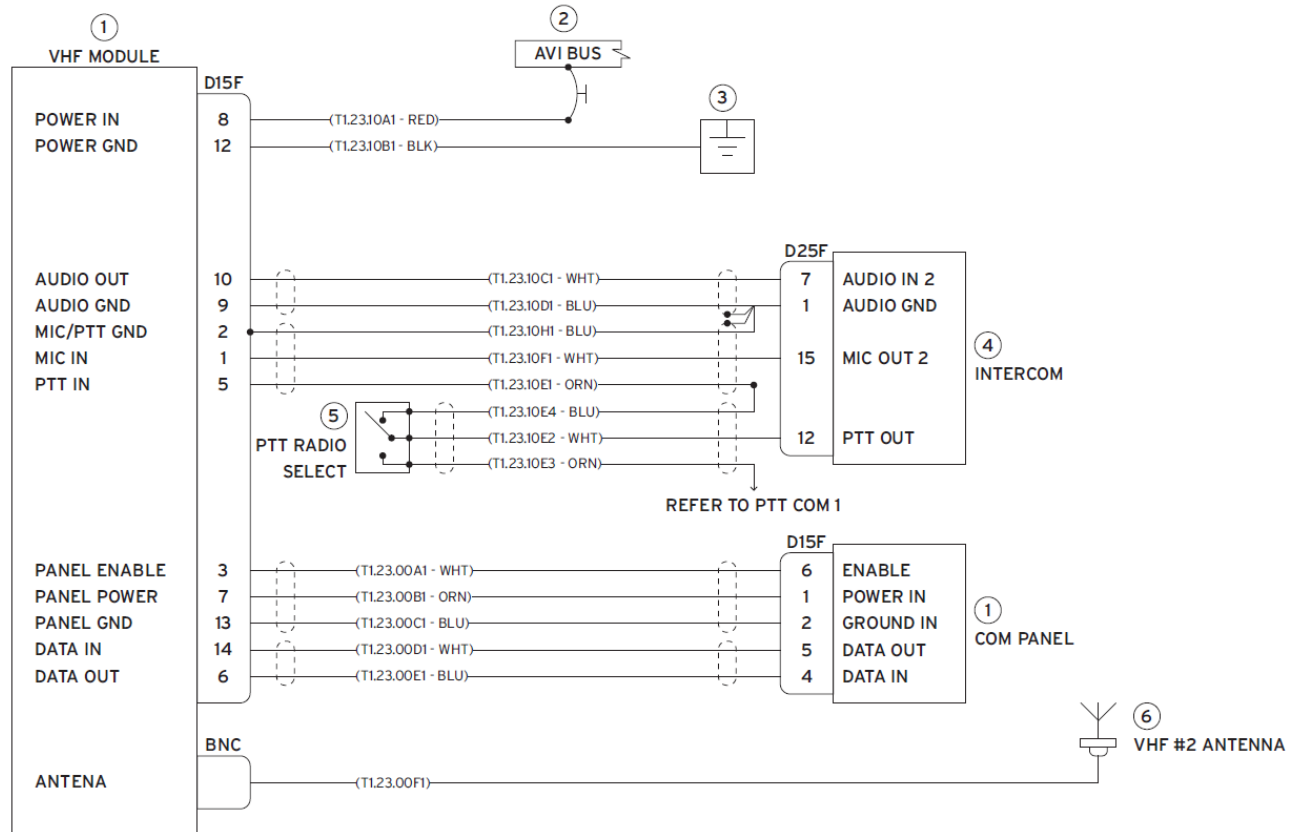 1
VHF MODULE
2
AVI BUS
D15F
3
POWER IN 8 (T1.23.10A1 - RED)
POWER GND 12 (T1.23.10B1 - BLK)
D25F
AUDIO OUT 10 (T1.23.10C1 - WHT) 7 AUDIO IN 2
AUDIO GND 9 (T1.23.10D1 - BLU) 1 AUDIO GND
MIC/PTT GND 2 (T1.23.10H1 - BLU)
MIC IN 1 (T1.23.10F1 - WHT) 15 MIC OUT 2
4
INTERCOM
PTT IN 5 (T1.23.10E1 - ORN)
5
PTT RADIO
SELECT
(T1.23.10E4 - BLU)
(T1.23.10E2 - WHT) 12 PTT OUT
(T1.23.10E3 - ORN)
REFER TO PTT COM 1
D15F
PANEL ENABLE 3 (T1.23.00A1 - WHT) 6 ENABLE
PANEL POWER 7 (T1.23.00B1 - ORN) 1 POWER IN
PANEL GND 13 (T1.23.00C1 - BLU) 2 GROUND IN
1
COM PANEL
DATA IN 14 (T1.23.00D1 - WHT) 5 DATA OUT
DATA OUT 6 (T1.23.00E1 - BLU) 4 DATA IN
6
VHF #2 ANTENNA
BNC
ANTENA (T1.23.00F1)